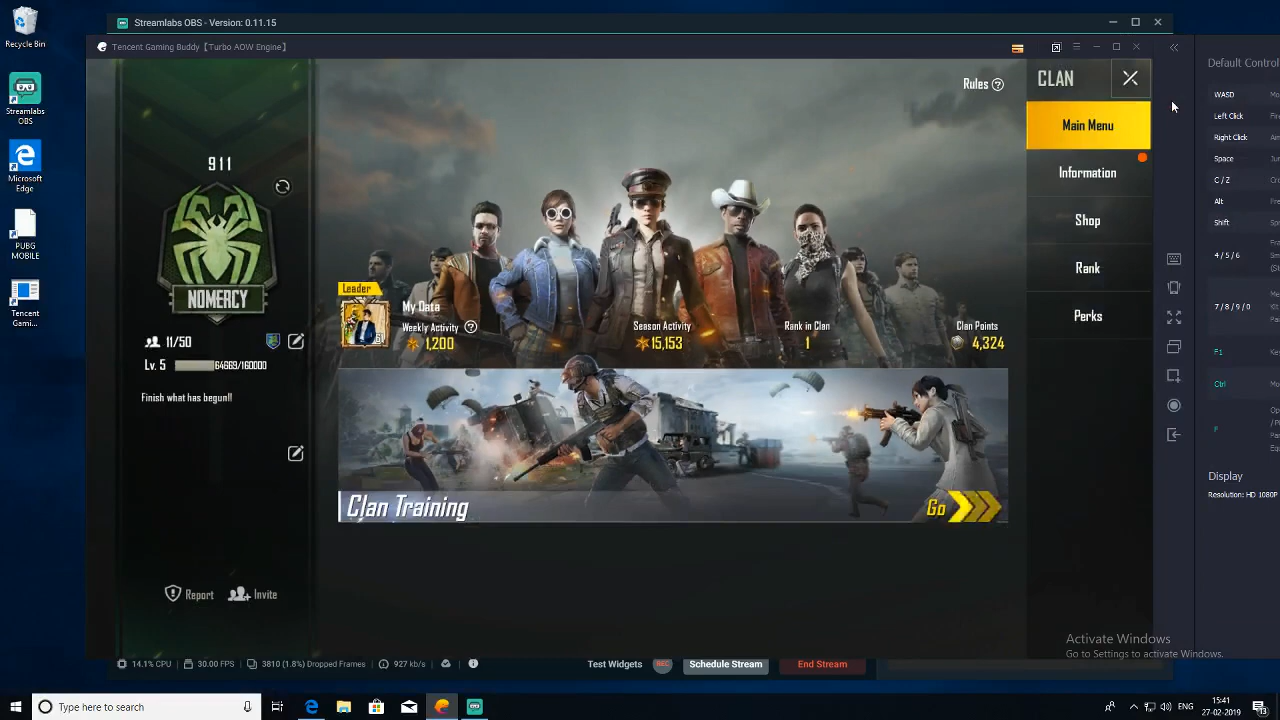 Recycle Bin
Streamlabs
OBS
Microsoft
Edge
PUBG
MOBILE
Tencent
Gami...
Streamlabs OBS - Version: 0.11.15
Tencent Gaming Buddy【Turbo AOW Engine】
911
NOMERCY
11/50
Lv. 5
64669/160000
Finish what has begun!!
Report
Invite
Rules
Leader
My Data
Weekly Activity
1,200
Season Activity
15,153
Rank in Clan
1
Clan Points
4,324
Clan Training
Go
CLAN
Main Menu
Information
Shop
Rank
Perks
Default Control
WASD
Left Click
Right Click
Space
C / Z
Alt
Shift
4 / 5 / 6
7 / 8 / 9 / 0
F1
Ctrl
F
Display
Resolution: HD 1080P
Activate Windows
Go to Settings to activate Windows.
14.1% CPU
30.00 FPS
3810 (1.8%) Dropped Frames
927 kb/s
Test Widgets
REC
Schedule Stream
End Stream
Type here to search
ENG
15:41
27-02-2019